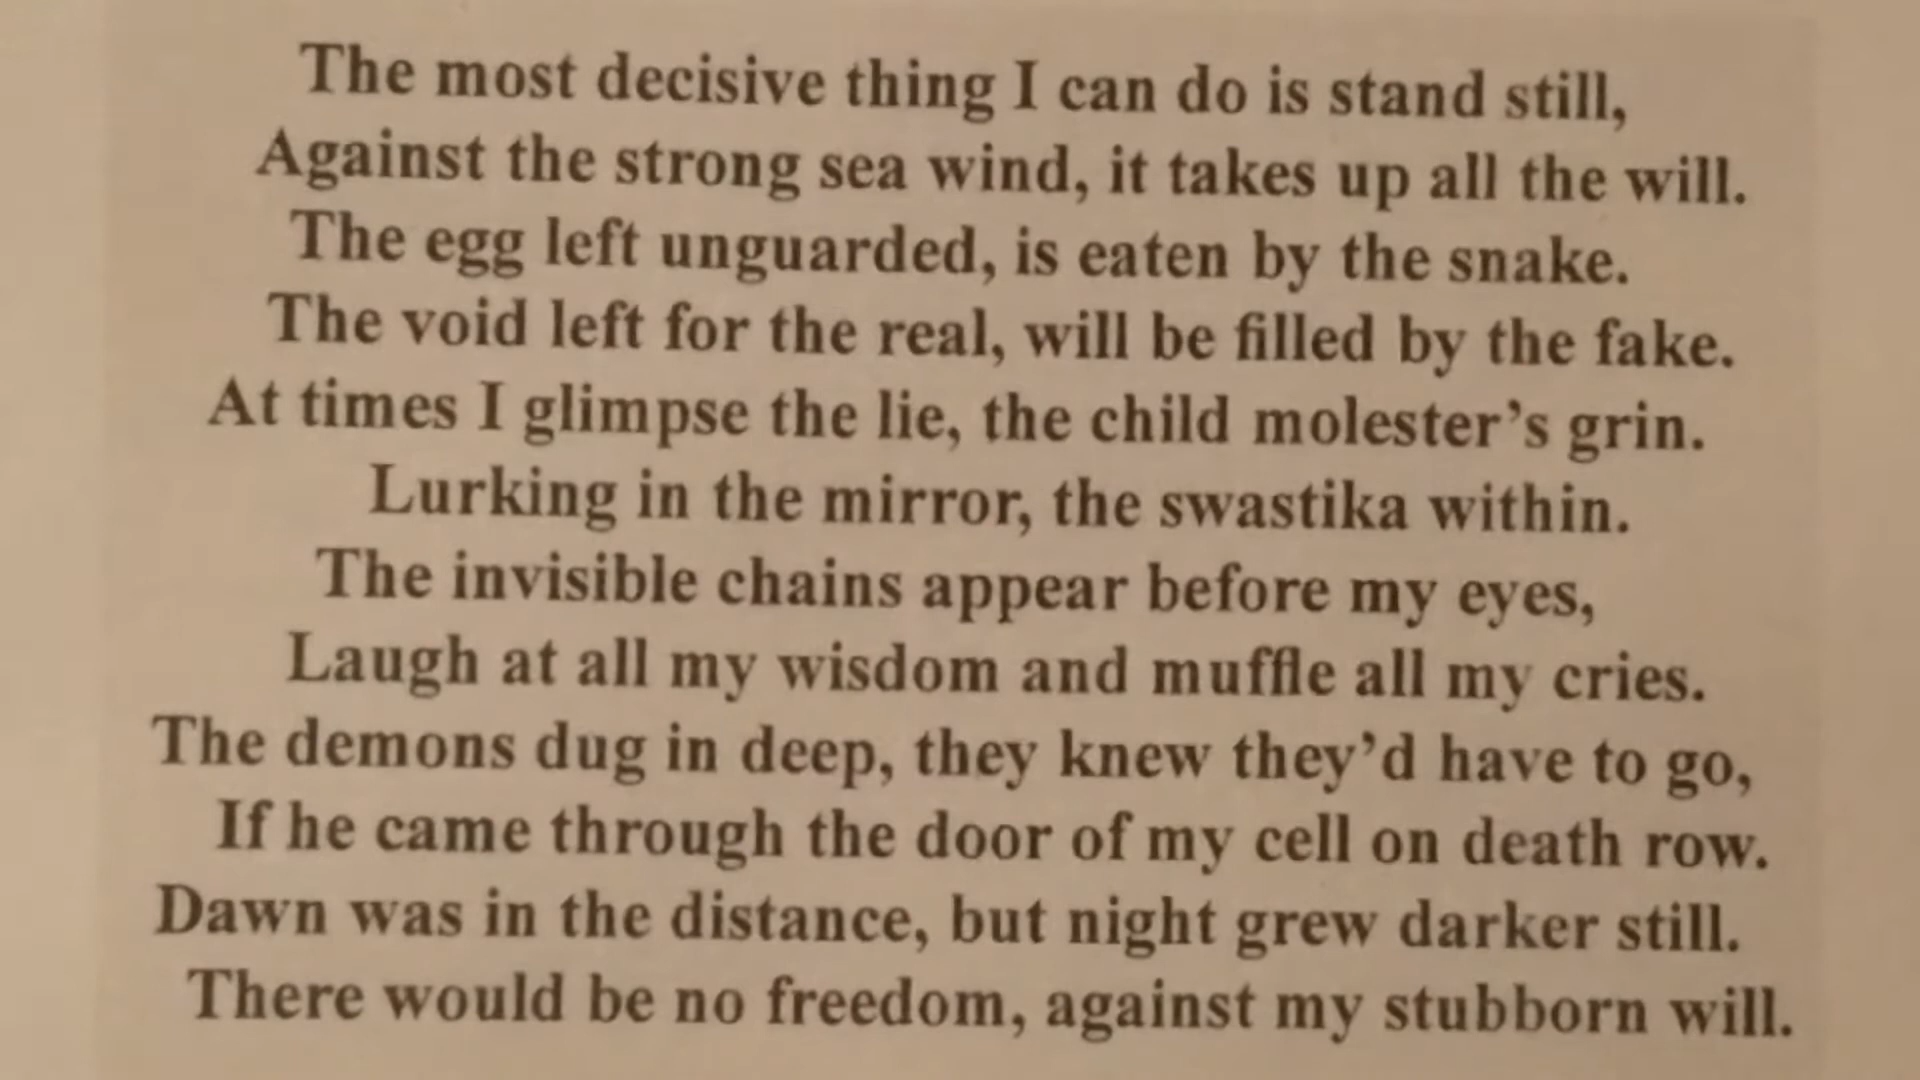 The most decisive thing I can do is stand still,
Against the strong sea wind, it takes up all the will.
The egg left unguarded, is eaten by the snake.
The void left for the real, will be filled by the fake.
At times I glimpse the lie, the child molester’s grin.
Lurking in the mirror, the swastika within.
The invisible chains appear before my eyes,
Laugh at all my wisdom and muffle all my cries.
The demons dug in deep, they knew they’d have to go,
If he came through the door of my cell on death row.
Dawn was in the distance, but night grew darker still.
There would be no freedom, against my stubborn will.